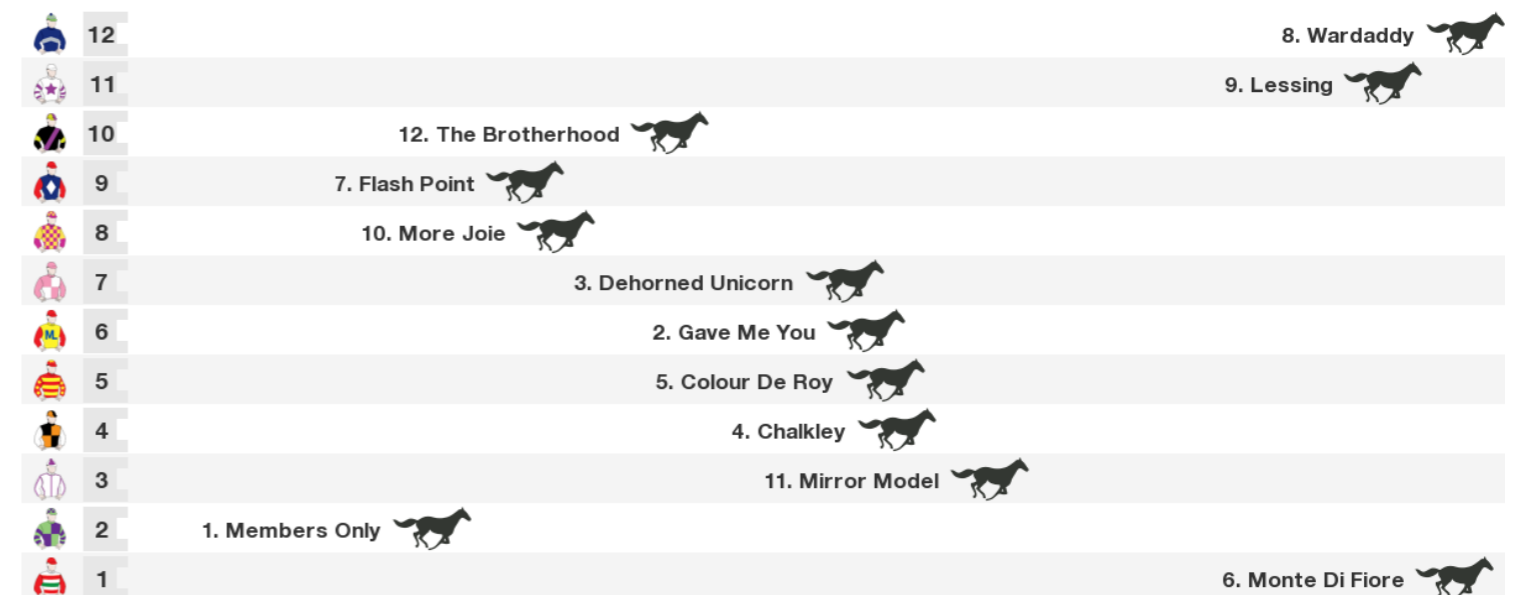 12 8. Wardaddy
11 9. Lessing
10 12. The Brotherhood
9 7. Flash Point
8 10. More Joie
7 3. Dehorned Unicorn
6 2. Gave Me You
5 5. Colour De Roy
4 4. Chalkley
3 11. Mirror Model
2 1. Members Only
1 6. Monte Di Fiore